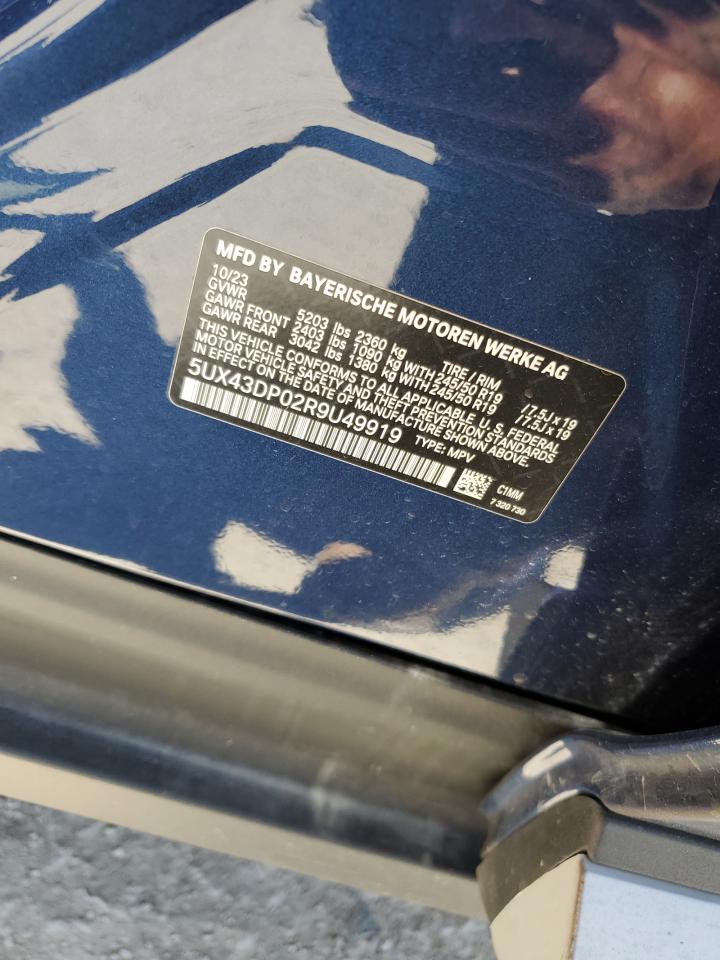 MFD BY BAYERISCHE MOTOREN WERKE AG
10/23 TIRE / RIM
GVWR 5203 lbs 2360 kg
GAWR FRONT 2403 lbs 1090 kg WITH 245/50 R19 / 7.5J x 19
GAWR REAR 3042 lbs 1380 kg WITH 245/50 R19 / 7.5J x 19
THIS VEHICLE CONFORMS TO ALL APPLICABLE U.S. FEDERAL
MOTOR VEHICLE SAFETY AND THEFT PREVENTION STANDARDS
IN EFFECT ON THE DATE OF MANUFACTURE SHOWN ABOVE.
5UX43DP02R9U49919 TYPE: MPV
C1MM
7 320 730